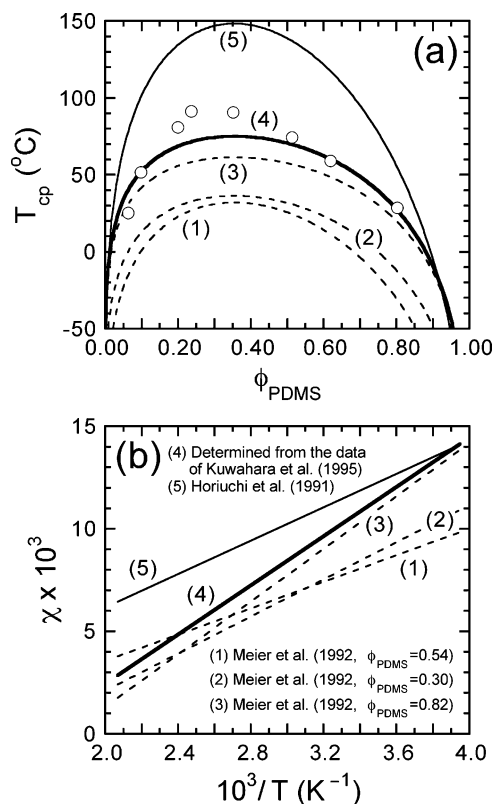 150
(5)
(a)
100
(4)
T_cp (°C)
50
(3)
(1)
(2)
0
-50
0.00 0.20 0.40 0.60 0.80 1.00
ϕ_PDMS
15
(b)
(4) Determined from the data
of Kuwahara et al. (1995)
(5) Horiuchi et al. (1991)
10
(3)
(2)
(5)
(4)
(1)
χ x 10³
5
(1) Meier et al. (1992, ϕ_PDMS=0.54)
(2) Meier et al. (1992, ϕ_PDMS=0.30)
(3) Meier et al. (1992, ϕ_PDMS=0.82)
0
2.0 2.4 2.8 3.2 3.6 4.0
10³/T (K⁻¹)